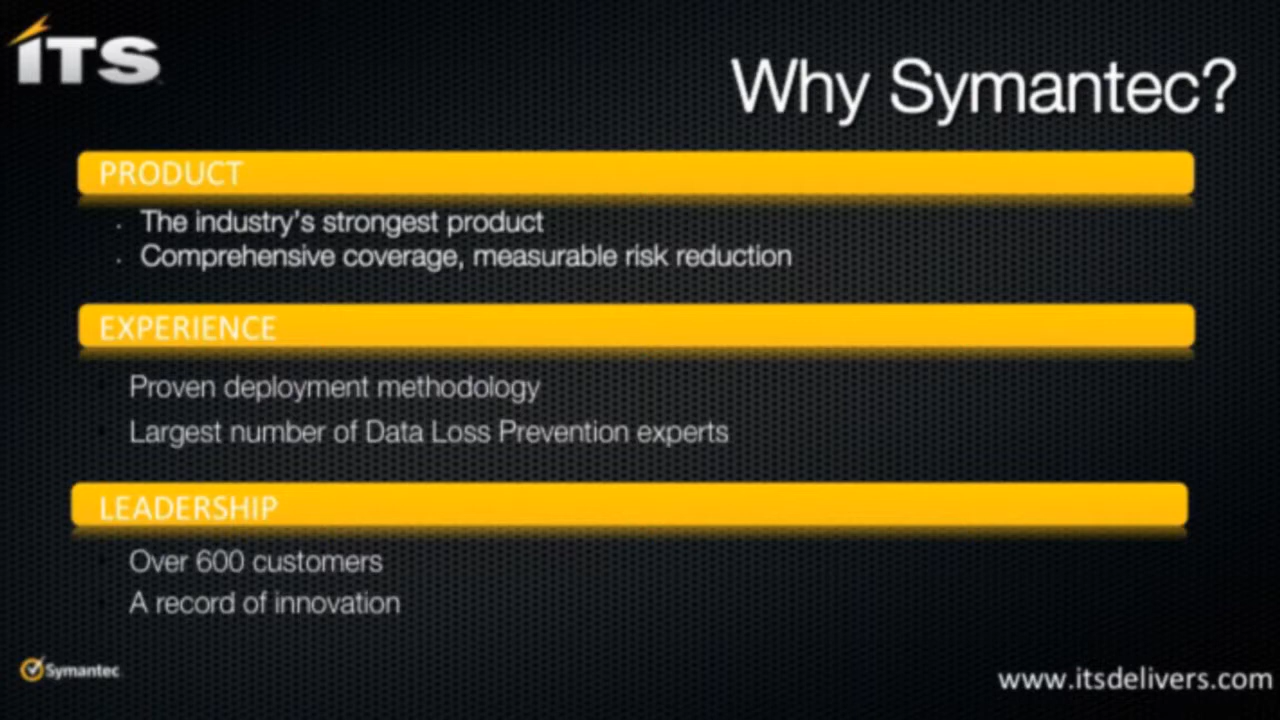 iTS
Why Symantec?
PRODUCT
· The industry's strongest product
· Comprehensive coverage, measurable risk reduction
EXPERIENCE
Proven deployment methodology
Largest number of Data Loss Prevention experts
LEADERSHIP
Over 600 customers
A record of innovation
Symantec
www.itsdelivers.com